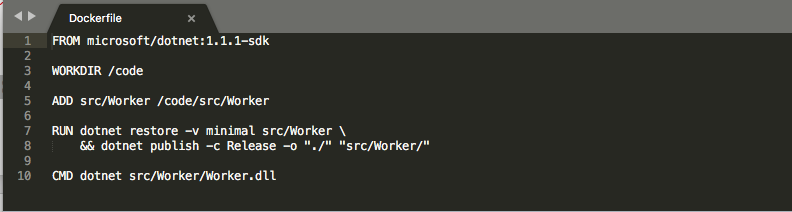 Dockerfile
1 FROM microsoft/dotnet:1.1.1-sdk
2
3 WORKDIR /code
4
5 ADD src/Worker /code/src/Worker
6
7 RUN dotnet restore -v minimal src/Worker \
8     && dotnet publish -c Release -o "./" "src/Worker/"
9
10 CMD dotnet src/Worker/Worker.dll